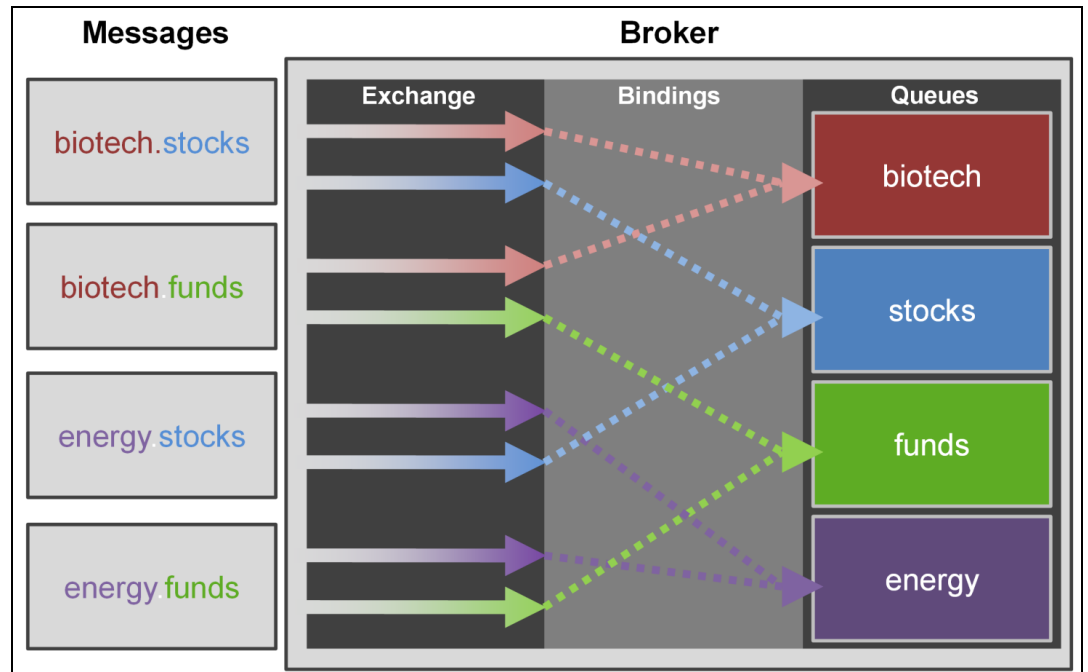 Messages
Broker
Exchange
Bindings
Queues
biotech.stocks
biotech.funds
energy.stocks
energy.funds
biotech
stocks
funds
energy